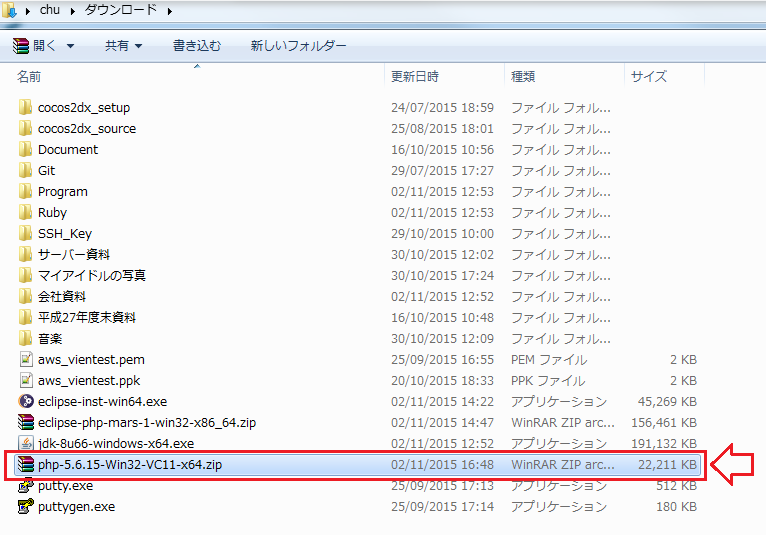 chu ダウンロード
開く 共有 書き込む 新しいフォルダー
名前 更新日時 種類 サイズ
cocos2dx_setup 24/07/2015 18:59 ファイル フォル...
cocos2dx_source 25/08/2015 18:01 ファイル フォル...
Document 16/10/2015 10:56 ファイル フォル...
Git 29/07/2015 17:27 ファイル フォル...
Program 02/11/2015 12:53 ファイル フォル...
Ruby 02/11/2015 12:53 ファイル フォル...
SSH_Key 29/10/2015 10:00 ファイル フォル...
サーバー資料 30/10/2015 12:02 ファイル フォル...
マイアイドルの写真 30/10/2015 17:24 ファイル フォル...
会社資料 02/11/2015 12:52 ファイル フォル...
平成27年度末資料 16/10/2015 10:48 ファイル フォル...
音楽 30/10/2015 12:09 ファイル フォル...
aws_vientest.pem 25/09/2015 16:55 PEM ファイル 2 KB
aws_vientest.ppk 20/10/2015 18:33 PPK ファイル 2 KB
eclipse-inst-win64.exe 02/11/2015 14:22 アプリケーション 45,269 KB
eclipse-php-mars-1-win32-x86_64.zip 02/11/2015 14:47 WinRAR ZIP arc... 156,461 KB
jdk-8u66-windows-x64.exe 02/11/2015 12:52 アプリケーション 191,132 KB
php-5.6.15-Win32-VC11-x64.zip 02/11/2015 16:48 WinRAR ZIP arc... 22,211 KB
putty.exe 25/09/2015 17:13 アプリケーション 512 KB
puttygen.exe 25/09/2015 17:14 アプリケーション 180 KB